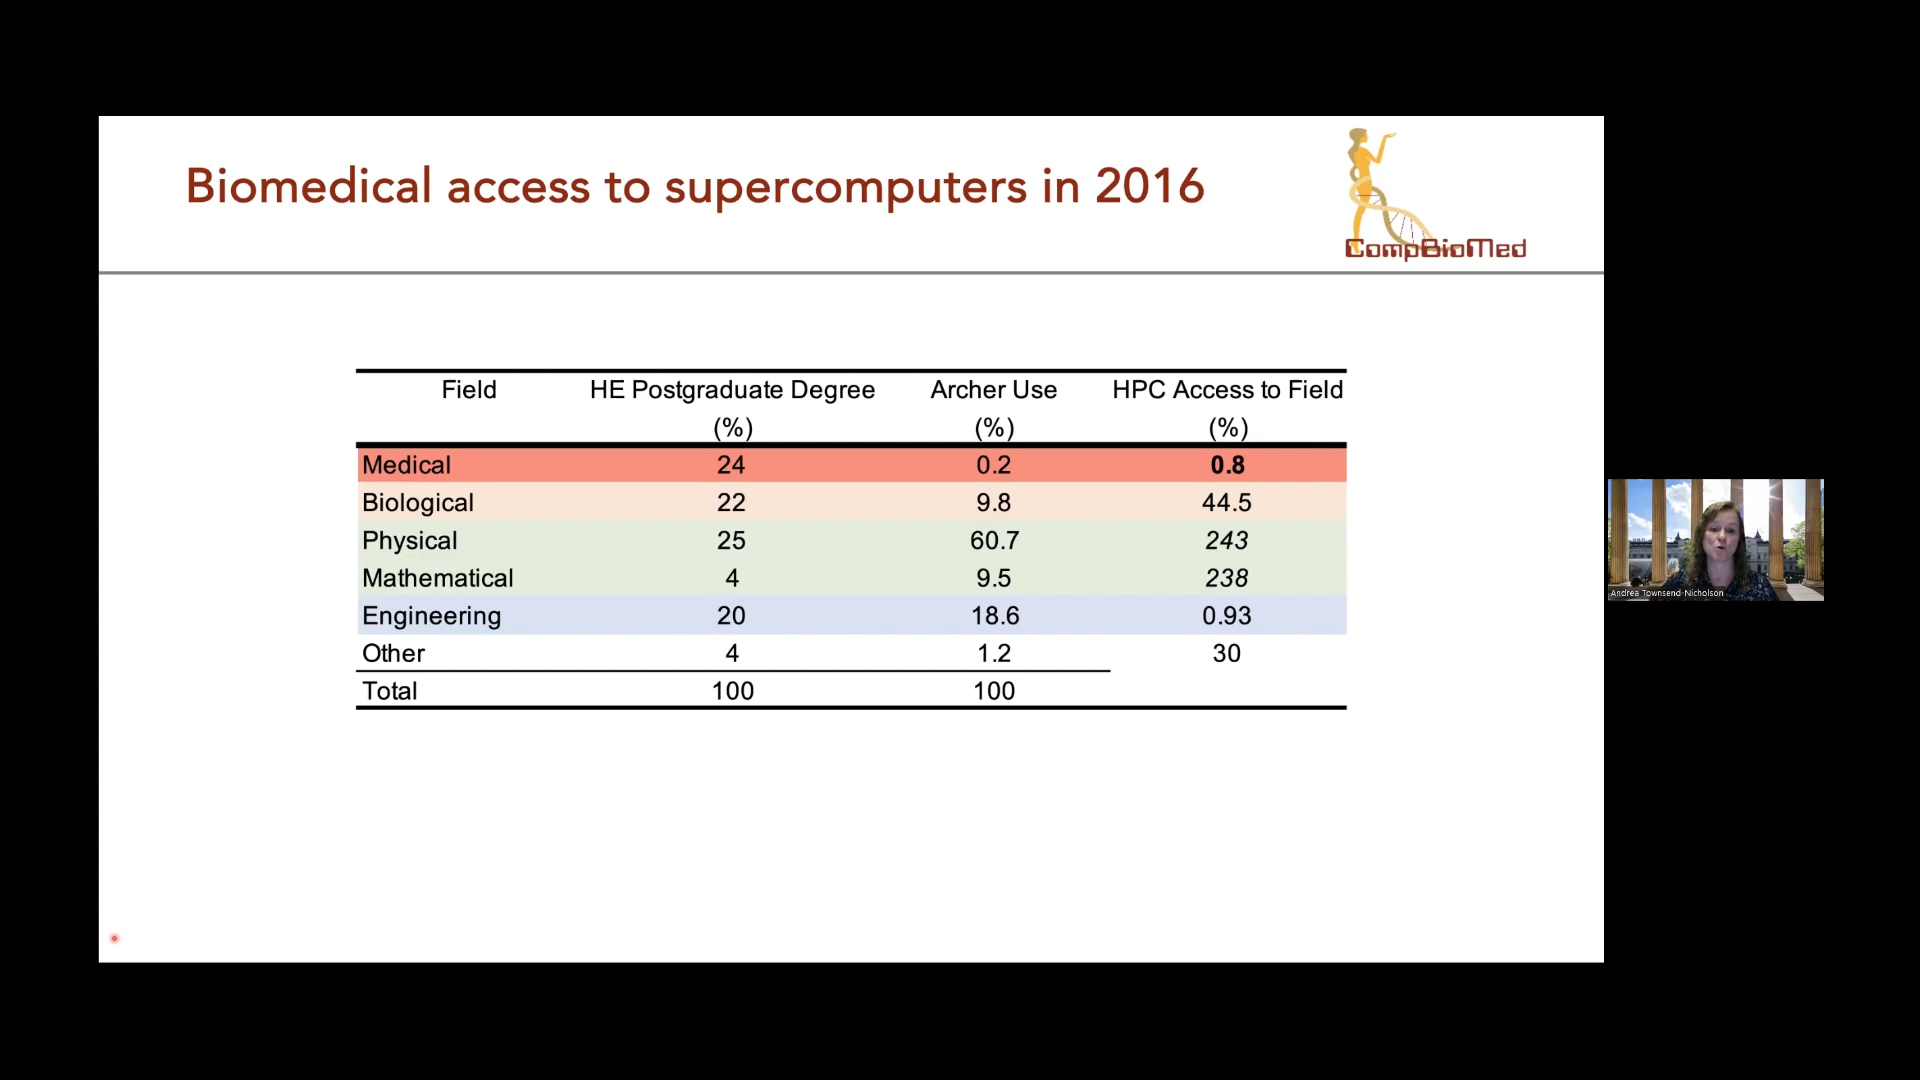 Biomedical access to supercomputers in 2016
CompBioMed
Field HE Postgraduate Degree Archer Use HPC Access to Field
(%) (%) (%)
Medical 24 0.2 0.8
Biological 22 9.8 44.5
Physical 25 60.7 243
Mathematical 4 9.5 238
Engineering 20 18.6 0.93
Other 4 1.2 30
Total 100 100
Andrea Townsend-Nicholson